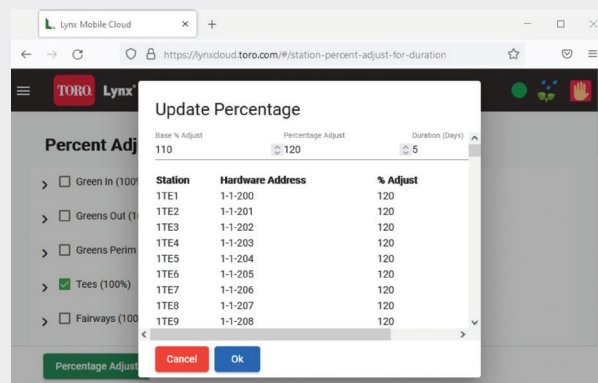 Lynx Mobile Cloud
https://lynxcloud.toro.com/#/station-percent-adjust-for-duration
TORO Lynx
Percent Adj
Green In (100%
Greens Out (1
Greens Perim
Tees (100%)
Fairways (100
Percentage Adjust
Update Percentage
Base % Adjust Percentage Adjust Duration (Days)
110 120 5
Station Hardware Address % Adjust
1TE1 1-1-200 120
1TE2 1-1-201 120
1TE3 1-1-202 120
1TE4 1-1-203 120
1TE5 1-1-204 120
1TE6 1-1-205 120
1TE7 1-1-206 120
1TE8 1-1-207 120
1TE9 1-1-208 120
Cancel Ok